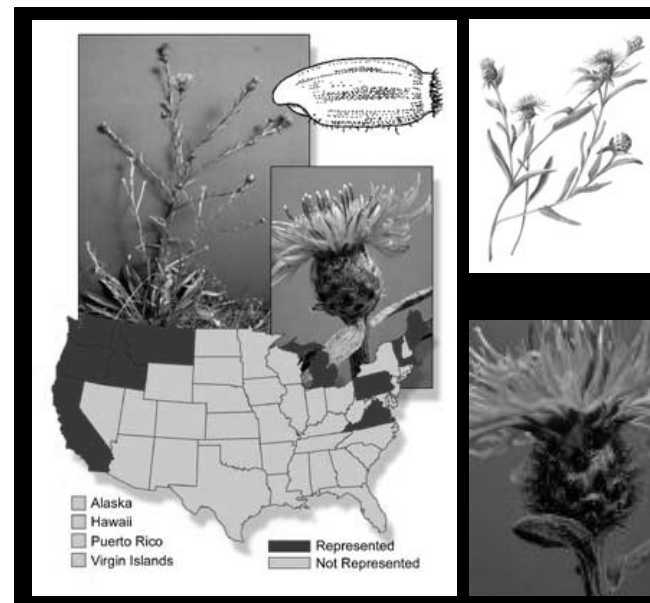 Alaska
Hawaii
Puerto Rico
Virgin Islands
Represented
Not Represented